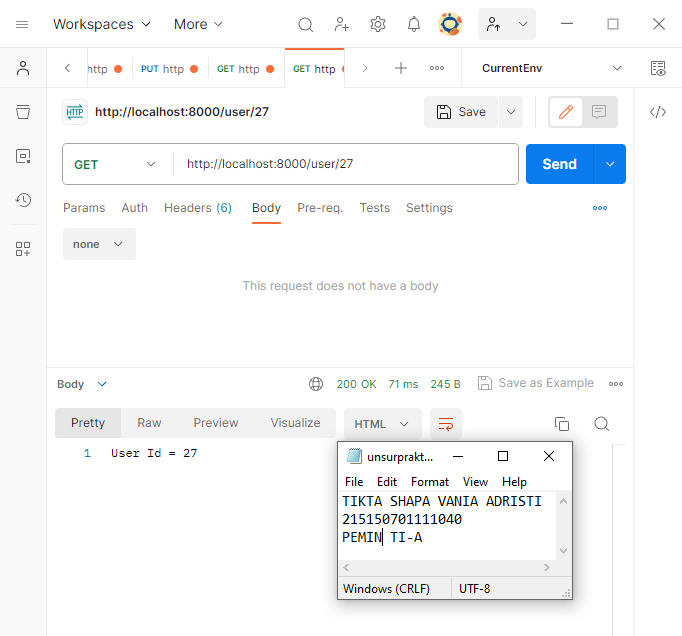 Workspaces More
http PUT http GET http GET http CurrentEnv
HTTP http://localhost:8000/user/27 Save
GET http://localhost:8000/user/27 Send
Params Auth Headers (6) Body Pre-req. Tests Settings
none
This request does not have a body
Body 200 OK 71 ms 245 B Save as Example
Pretty Raw Preview Visualize HTML
1 User Id = 27
unsurprakt...
File Edit Format View Help
TIKTA SHAPA VANIA ADRISTI
215150701111040
PEMIN TI-A
Windows (CRLF) UTF-8